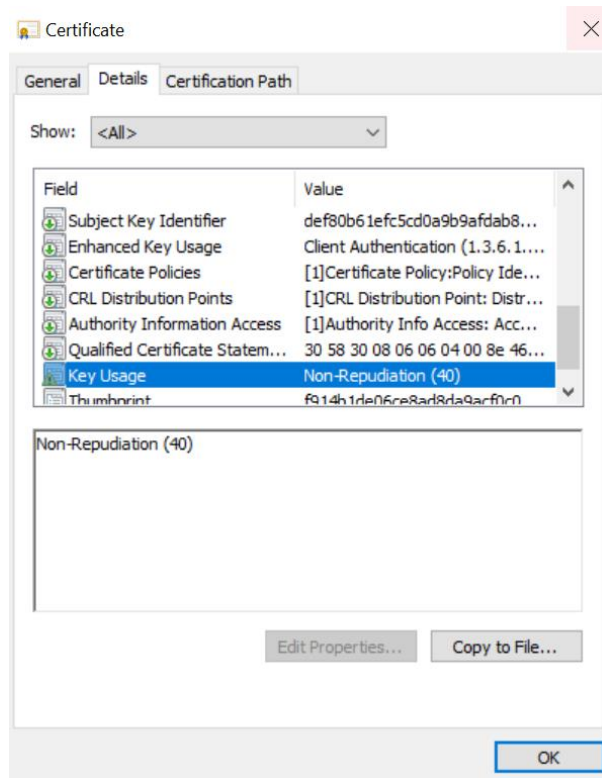 Certificate
General Details Certification Path
Show: <All>
Field Value
Subject Key Identifier def80b61efc5cd0a9b9afdab8...
Enhanced Key Usage Client Authentication (1.3.6.1....
Certificate Policies [1]Certificate Policy:Policy Ide...
CRL Distribution Points [1]CRL Distribution Point: Distr...
Authority Information Access [1]Authority Info Access: Acc...
Qualified Certificate Statem... 30 58 30 08 06 06 04 00 8e 46...
Key Usage Non-Repudiation (40)
Thumbprint f914b1de06ce8ad8da9acf0c0
Non-Repudiation (40)
Edit Properties... Copy to File...
OK